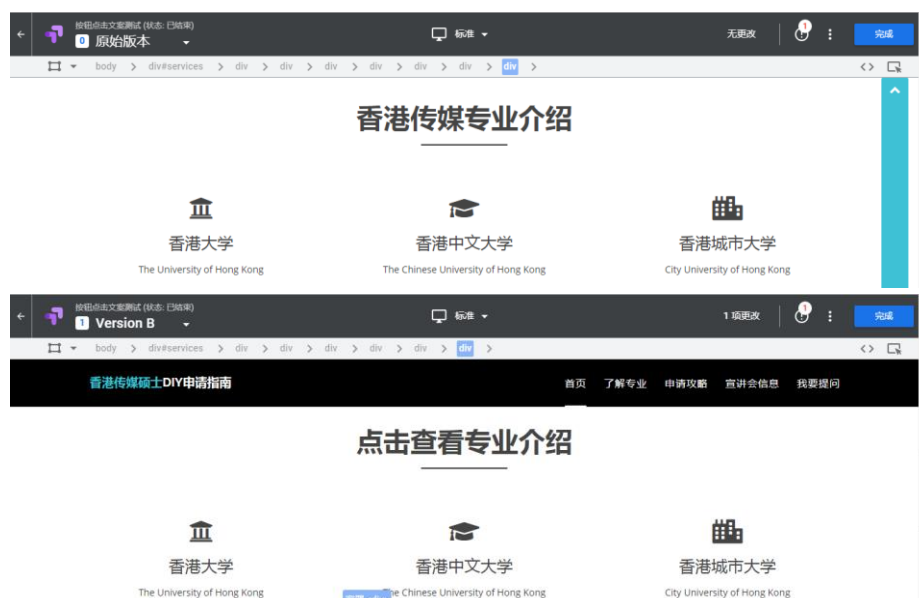 按钮点击文案测试 (状态: 已结束)
0 原始版本
标准
无更改
1
完成
body > div#services > div > div > div > div > div > div > div >
香港传媒专业介绍
香港大学 香港中文大学 香港城市大学
The University of Hong Kong The Chinese University of Hong Kong City University of Hong Kong
按钮点击文案测试 (状态: 已结束)
1 Version B
标准
1 项更改
1
完成
body > div#services > div > div > div > div > div > div >
香港传媒硕士DIY申请指南 首页 了解专业 申请攻略 宣讲会信息 我要提问
点击查看专业介绍
香港大学 香港中文大学 香港城市大学
The University of Hong Kong he Chinese University of Hong Kong City University of Hong Kong